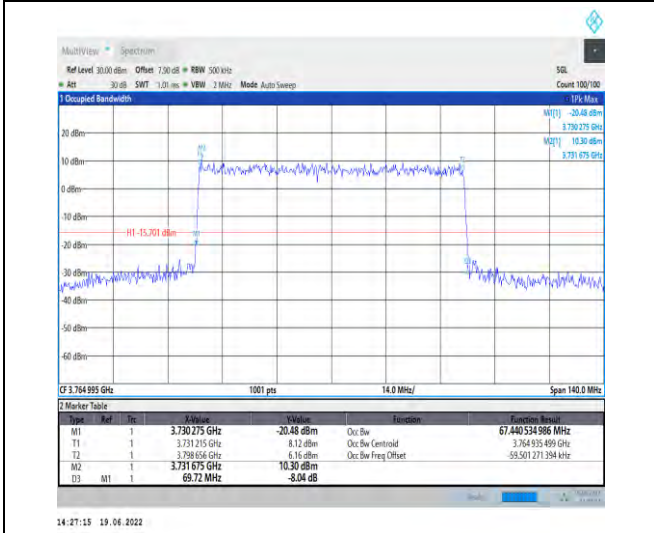 MultiView Spectrum
Ref Level 30.00 dBm Offset 7.90 dB RBW 500 kHz SGL
Att 30 dB SWT 1.01 ms VBW 2 MHz Mode Auto Sweep Count 100/100
1 Occupied Bandwidth 1Pk Max
M1[1] -20.48 dBm
3.730 275 GHz
M2[1] 10.30 dBm
3.731 675 GHz
20 dBm
M2
10 dBm
0 dBm
-10 dBm
H1 -15.701 dBm
M1
-20 dBm
-30 dBm
-40 dBm
-50 dBm
-60 dBm
CF 3.764 995 GHz 1001 pts 14.0 MHz/ Span 140.0 MHz
2 Marker Table
Type Ref Trc X-Value Y-Value Function Function Result
M1 1 3.730 275 GHz -20.48 dBm Occ Bw 67.440 534 986 MHz
T1 1 3.731 215 GHz 8.12 dBm Occ Bw Centroid 3.764 935 499 GHz
T2 1 3.798 656 GHz 6.16 dBm Occ Bw Freq Offset -59.501 271 394 kHz
M2 1 3.731 675 GHz 10.30 dBm
D3 M1 1 69.72 MHz -8.04 dB
14:27:15 19.06.2022